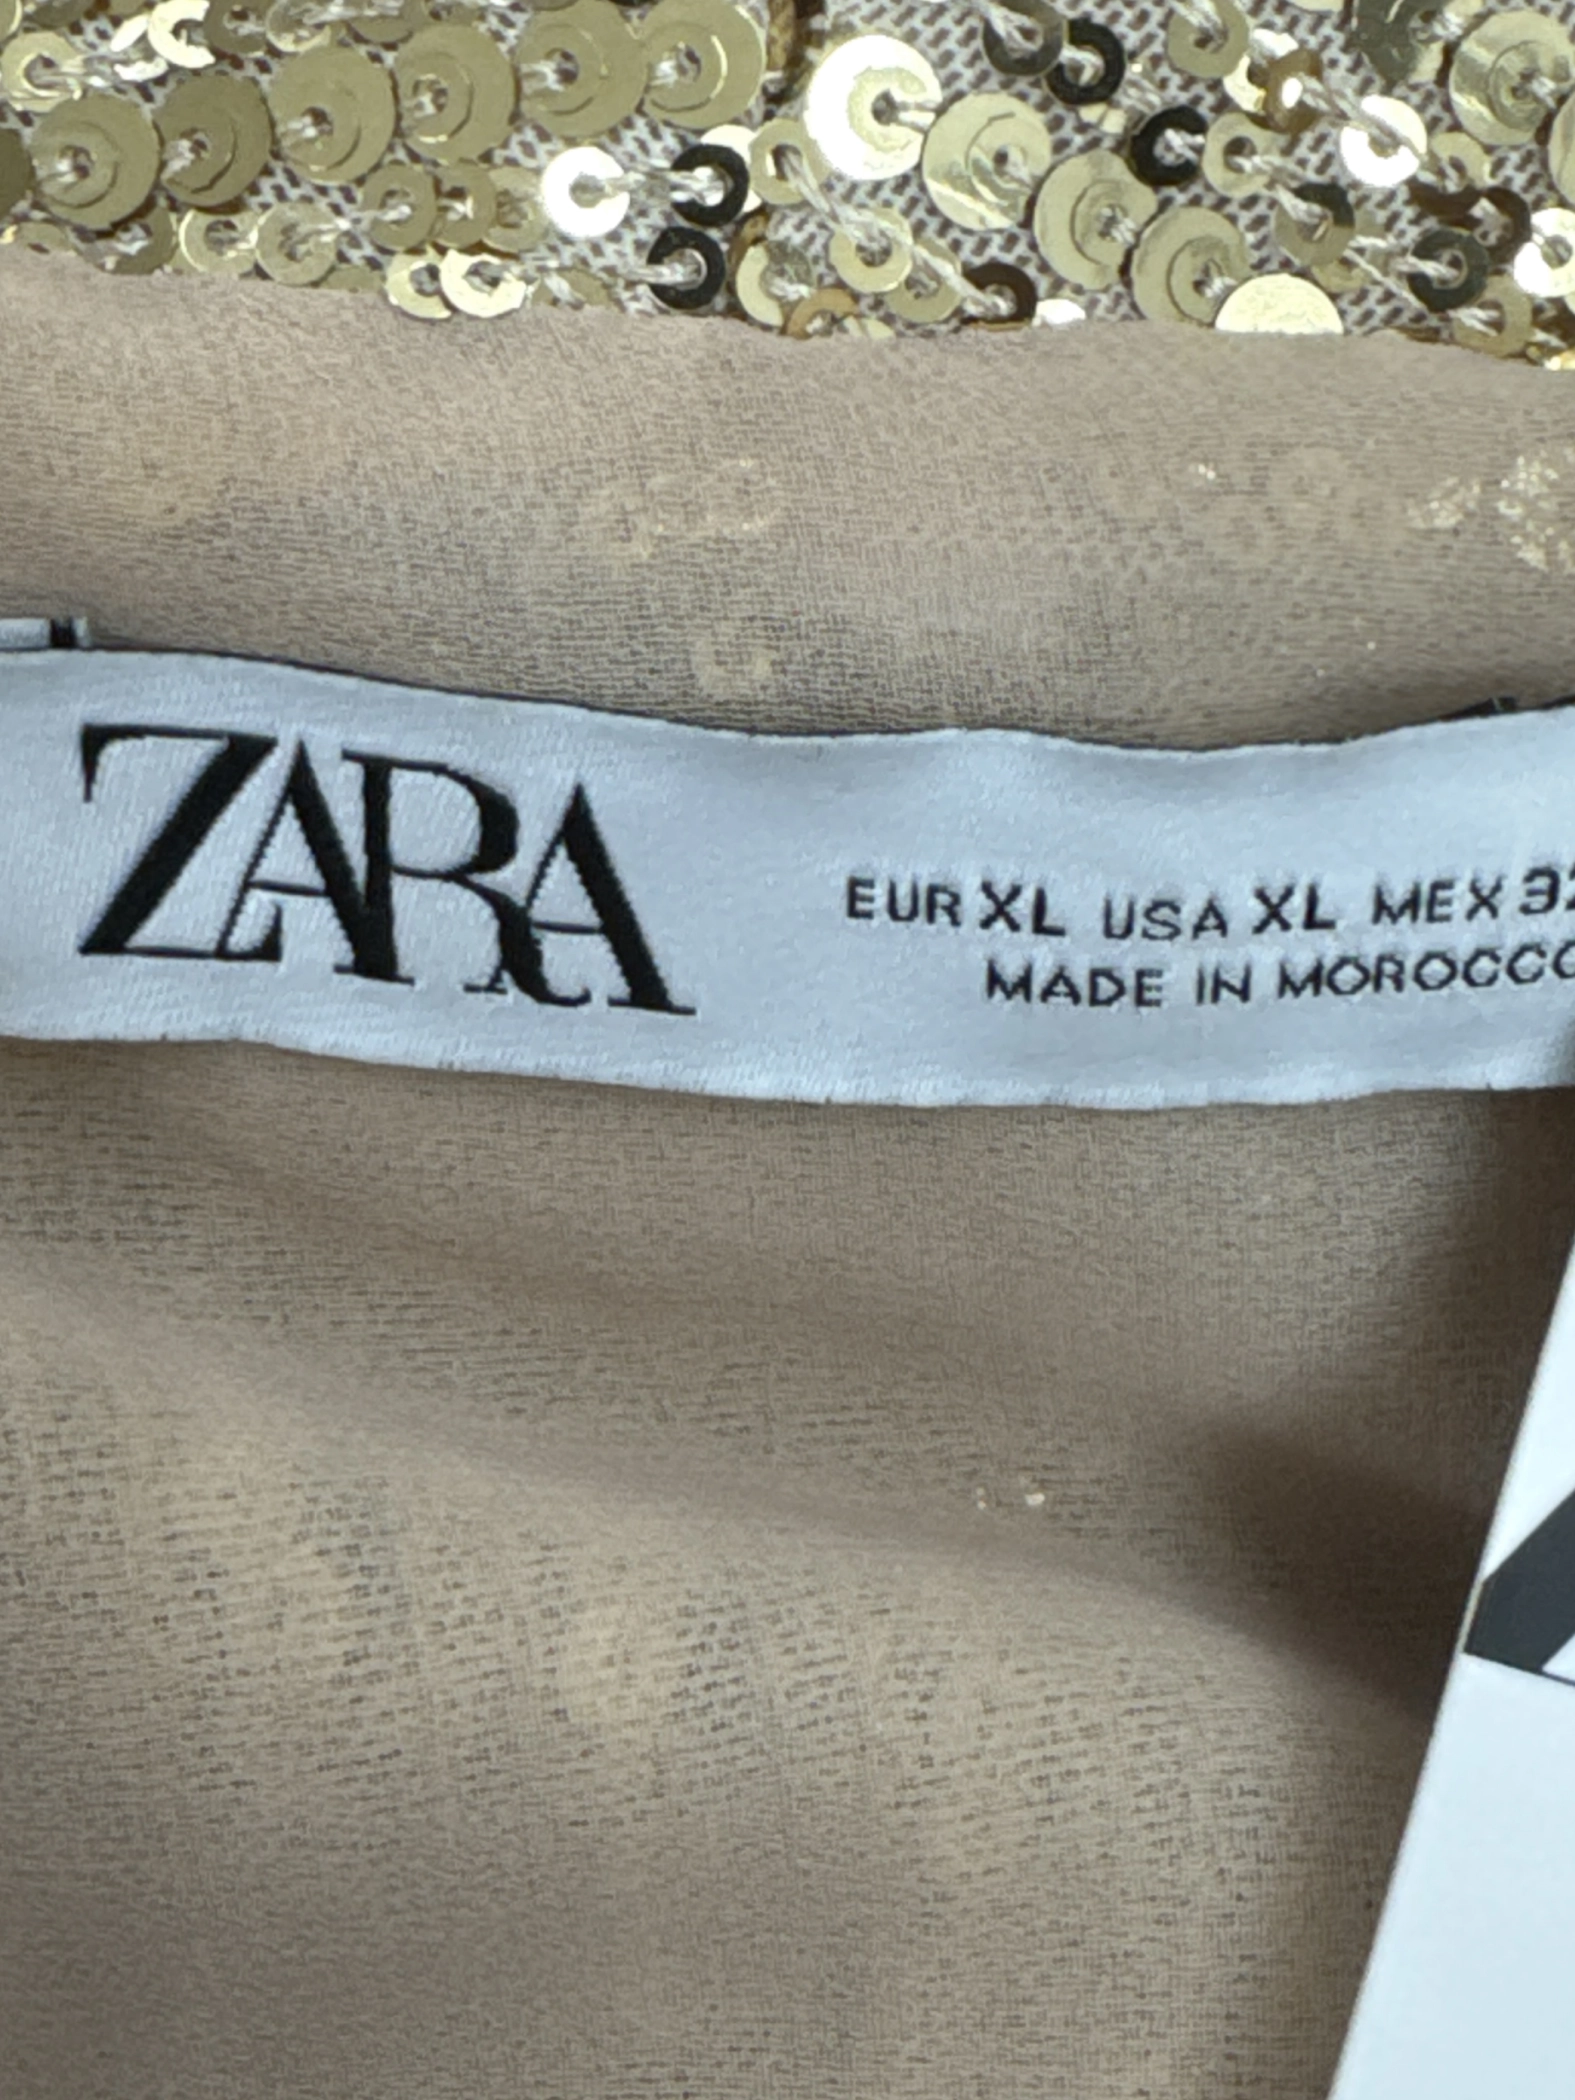 ZARA
EUR XL USA XL MEX 32
MADE IN MOROCCO